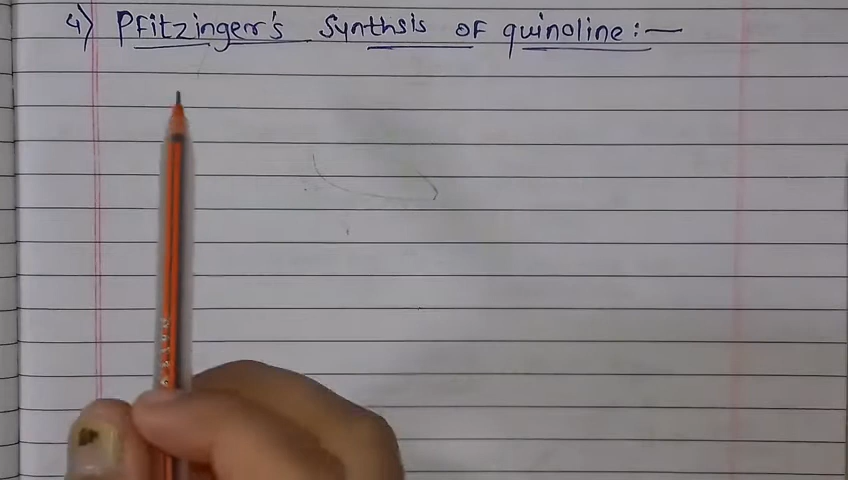 4) Pfitzinger's Synthsis of quinoline :—